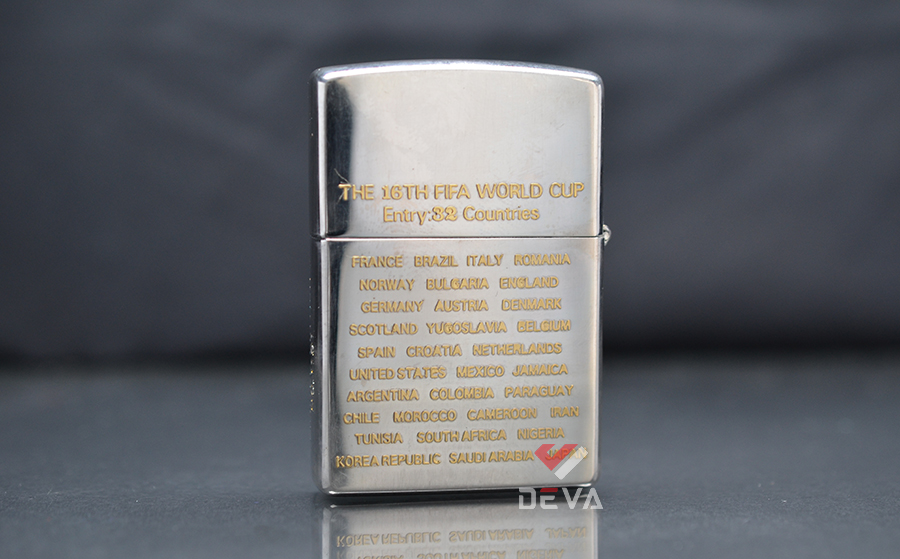 THE 16TH FIFA WORLD CUP
Entry:32 Countries
FRANCE BRAZIL ITALY ROMANIA
NORWAY BULGARIA ENGLAND
GERMANY AUSTRIA DENMARK
SCOTLAND YUGOSLAVIA BELGIUM
SPAIN CROATIA NETHERLANDS
UNITED STATES MEXICO JAMAICA
ARGENTINA COLOMBIA PARAGUAY
CHILE MOROCCO CAMEROON IRAN
TUNISIA SOUTH AFRICA NIGERIA
KOREA REPUBLIC SAUDI ARABIA JAPAN
DEVA